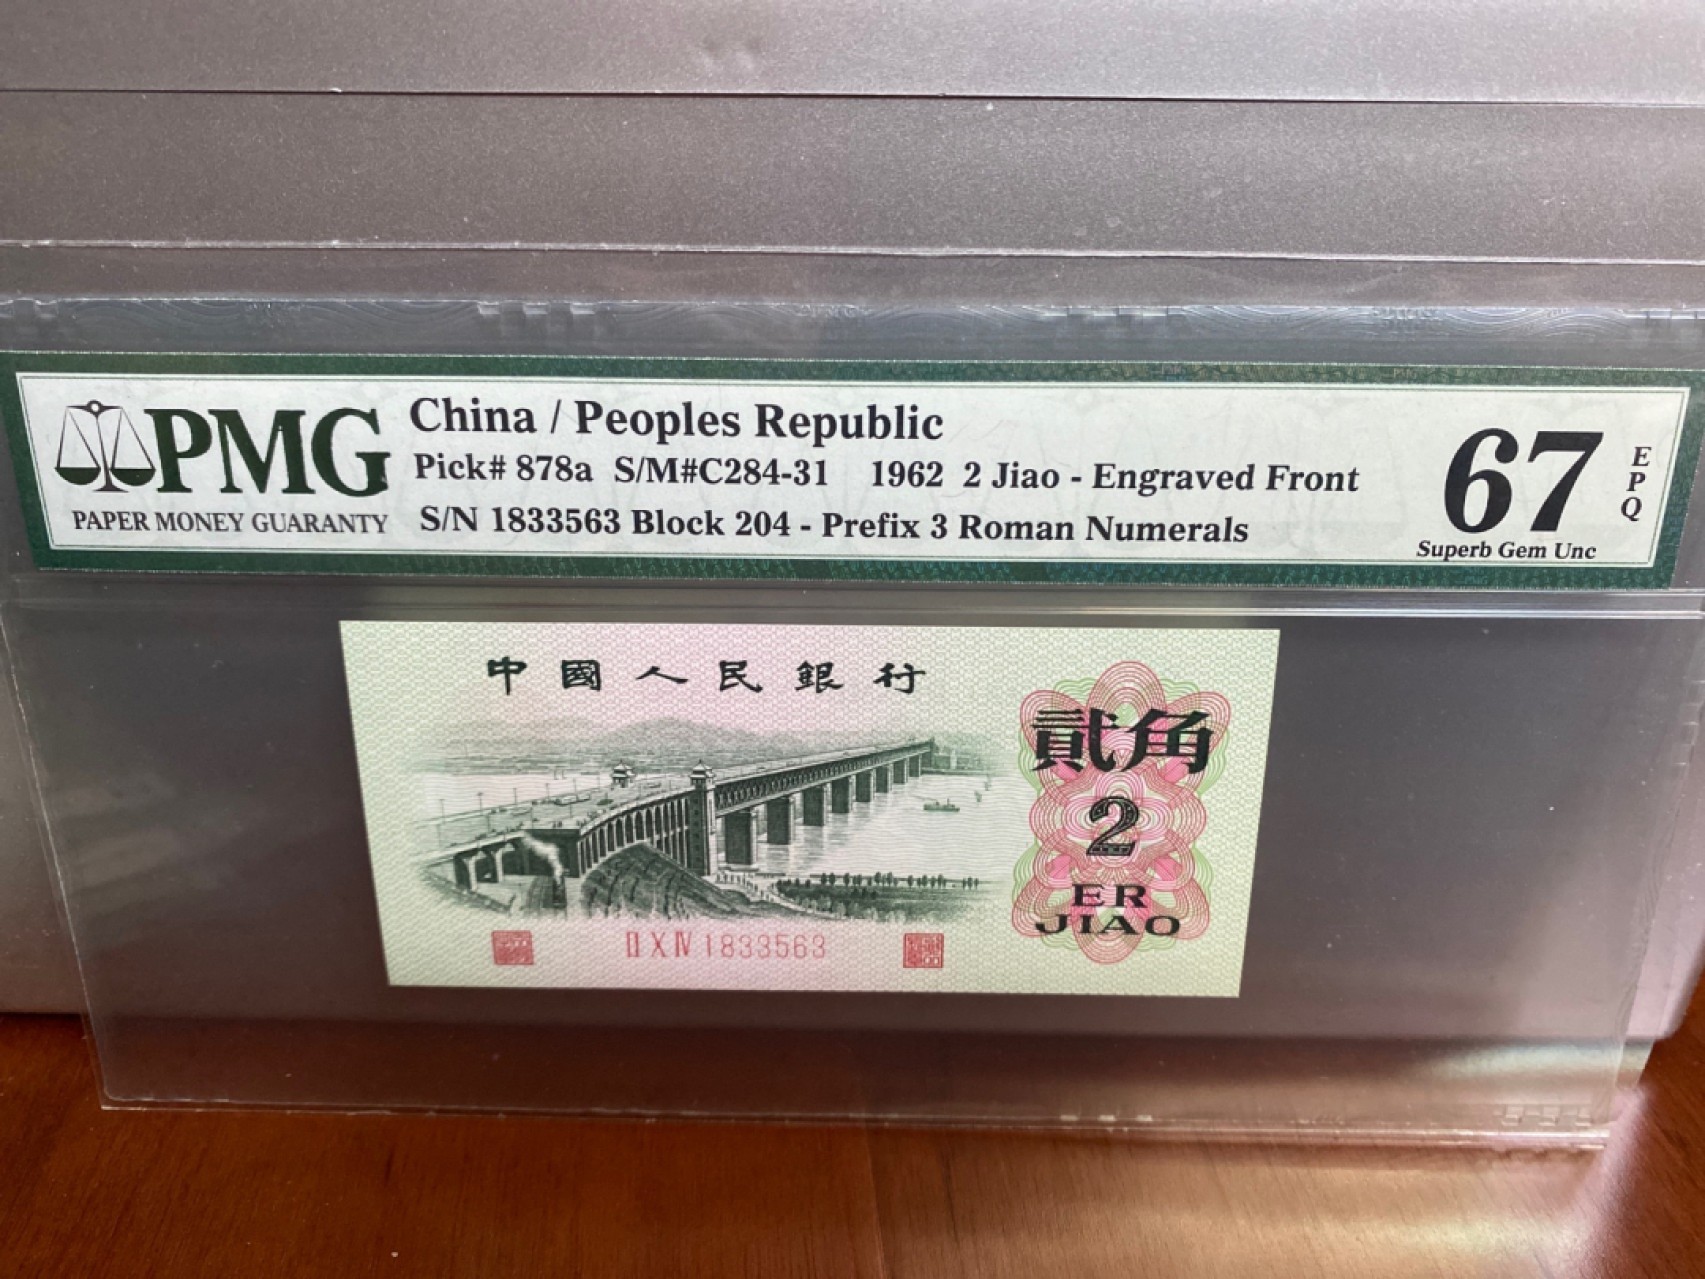 PMG
PAPER MONEY GUARANTY
China / Peoples Republic
Pick# 878a S/M#C284-31 1962 2 Jiao - Engraved Front
S/N 1833563 Block 204 - Prefix 3 Roman Numerals
67
EPQ
Superb Gem Unc
中國人民銀行
貳角
2
ER
JIAO
II X IV 1833563